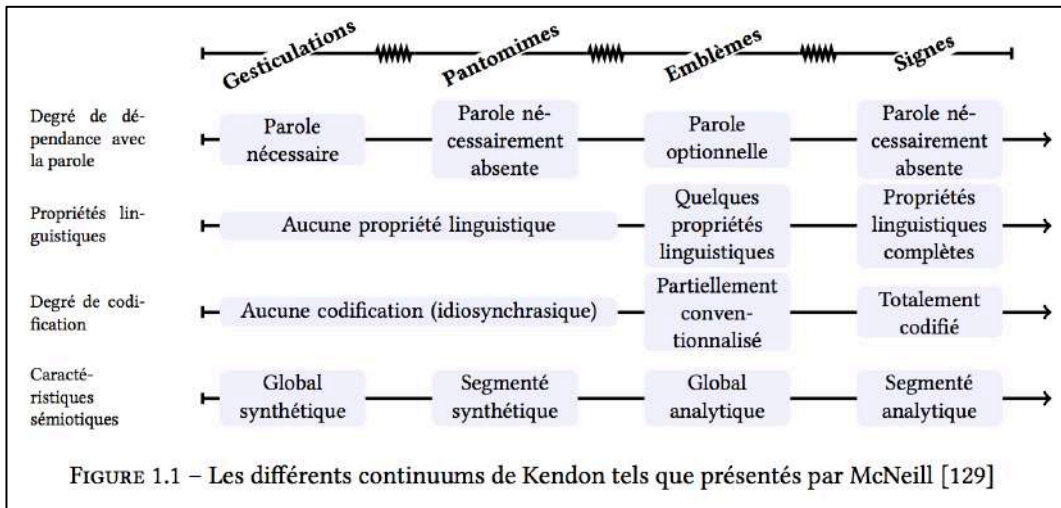 Gesticulations
Pantomimes
Emblèmes
Signes
Degré de dé-
pendance avec
la parole
Parole
nécessaire
Parole né-
cessairement
absente
Parole
optionnelle
Parole né-
cessairement
absente
Propriétés lin-
guistiques
Aucune propriété linguistique
Quelques
propriétés
linguistiques
Propriétés
linguistiques
complètes
Degré de codi-
fication
Aucune codification (idiosynchrasique)
Partiellement
conven-
tionnalisé
Totalement
codifié
Caracté-
ristiques
sémiotiques
Global
synthétique
Segmenté
synthétique
Global
analytique
Segmenté
analytique
FIGURE 1.1 – Les différents continuums de Kendon tels que présentés par McNeill [129]